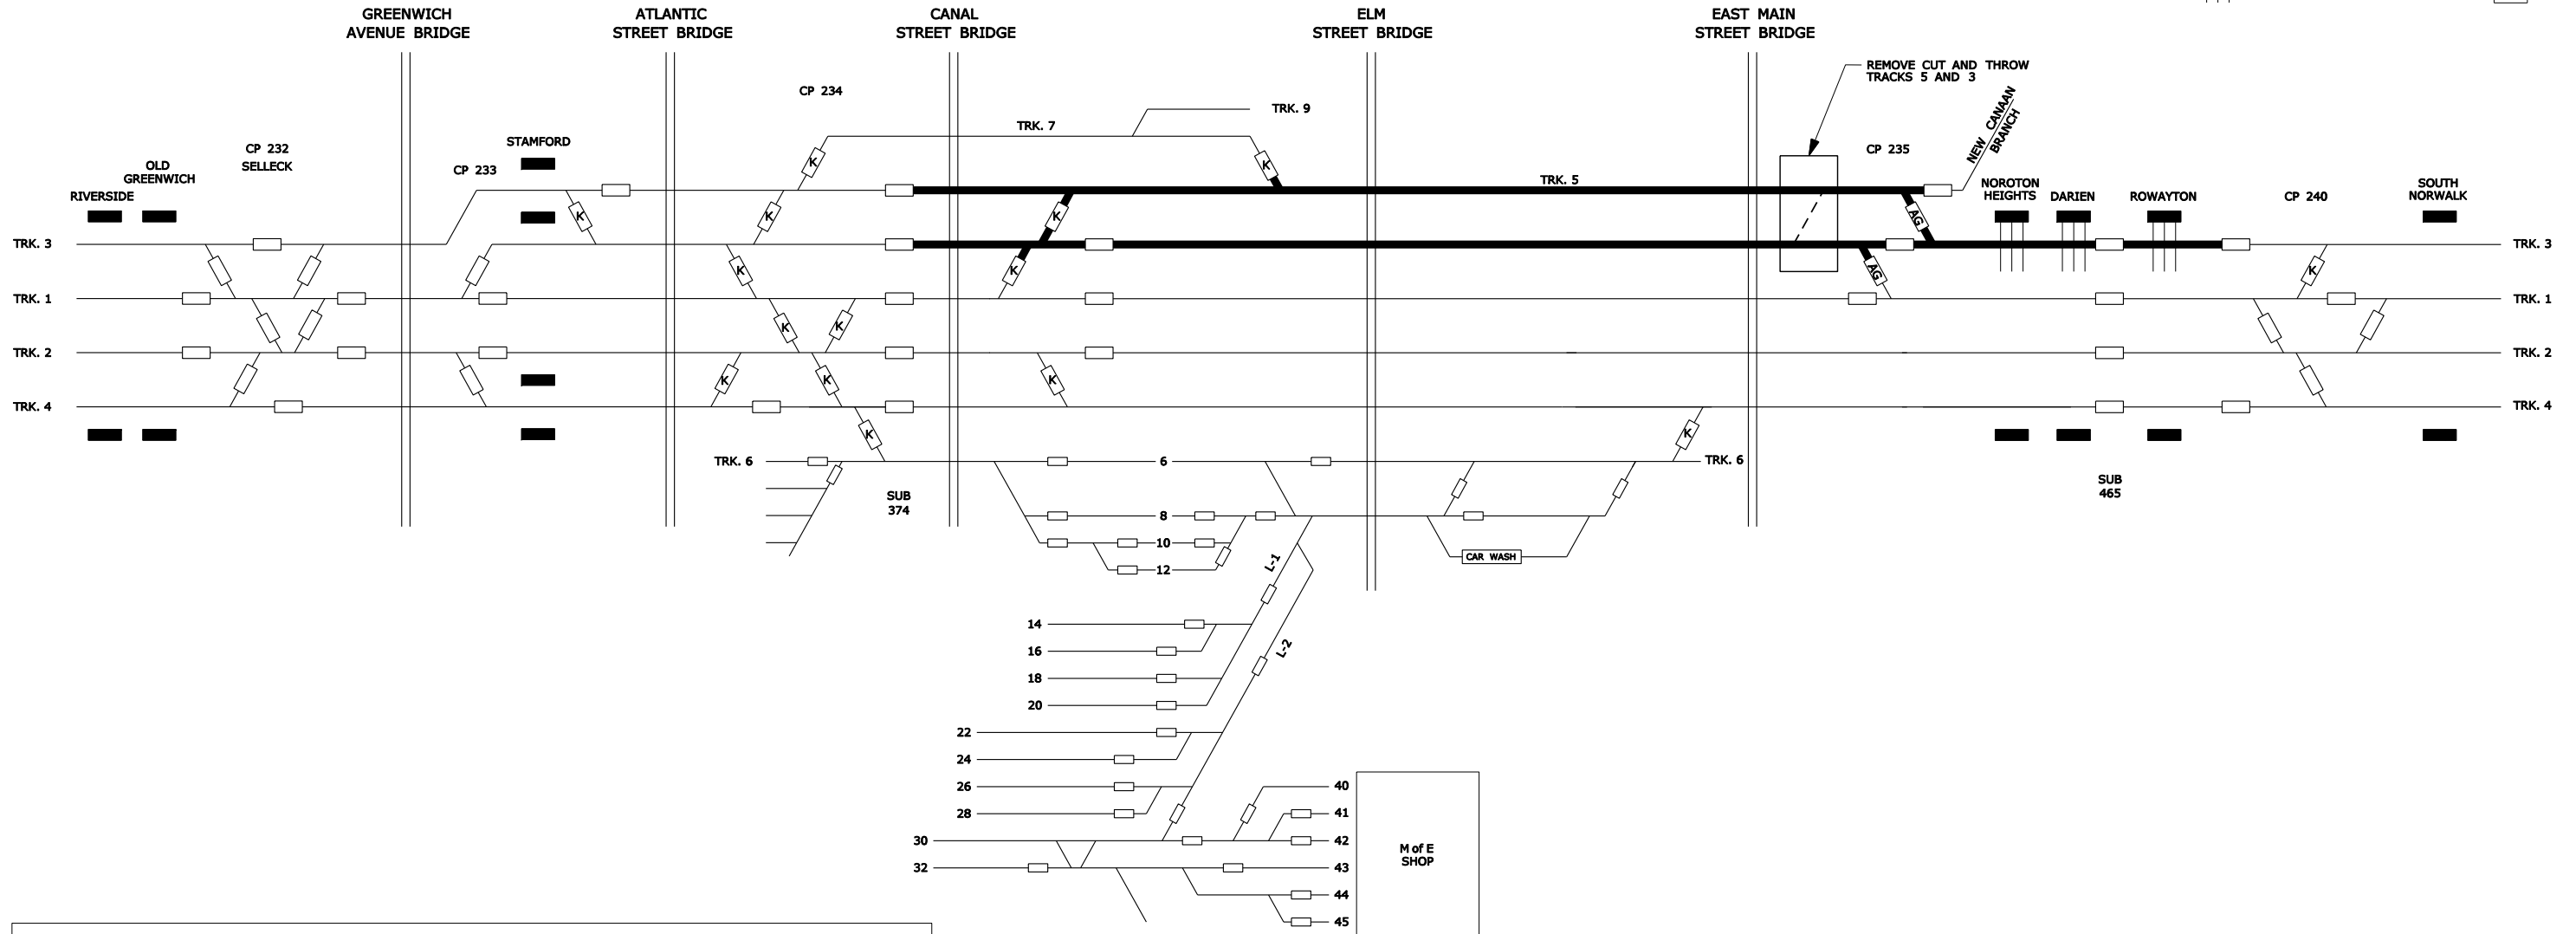 GREENWICH
AVENUE BRIDGE
ATLANTIC
STREET BRIDGE
CANAL
STREET BRIDGE
ELM
STREET BRIDGE
EAST MAIN
STREET BRIDGE
REMOVE CUT AND THROW
TRACKS 5 AND 3
CP 234
TRK. 9
TRK. 7
NEW CANAAN
BRANCH
STAMFORD
CP 232
SELLECK
CP 233
OLD
GREENWICH
RIVERSIDE
K
K
CP 235
TRK. 5
NOROTON
HEIGHTS
DARIEN
ROWAYTON
CP 240
SOUTH
NORWALK
K
K
K
AG
TRK. 3
TRK. 3
K
K
AG
K
TRK. 1
TRK. 1
K
K
TRK. 2
TRK. 2
K
K
K
TRK. 4
TRK. 4
K
K
TRK. 6
6
TRK. 6
SUB
374
SUB
465
8
10
12
CAR WASH
L-1
14
16
L-2
18
20
22
24
26
28
30
32
40
41
42
43
44
45
M of E
SHOP